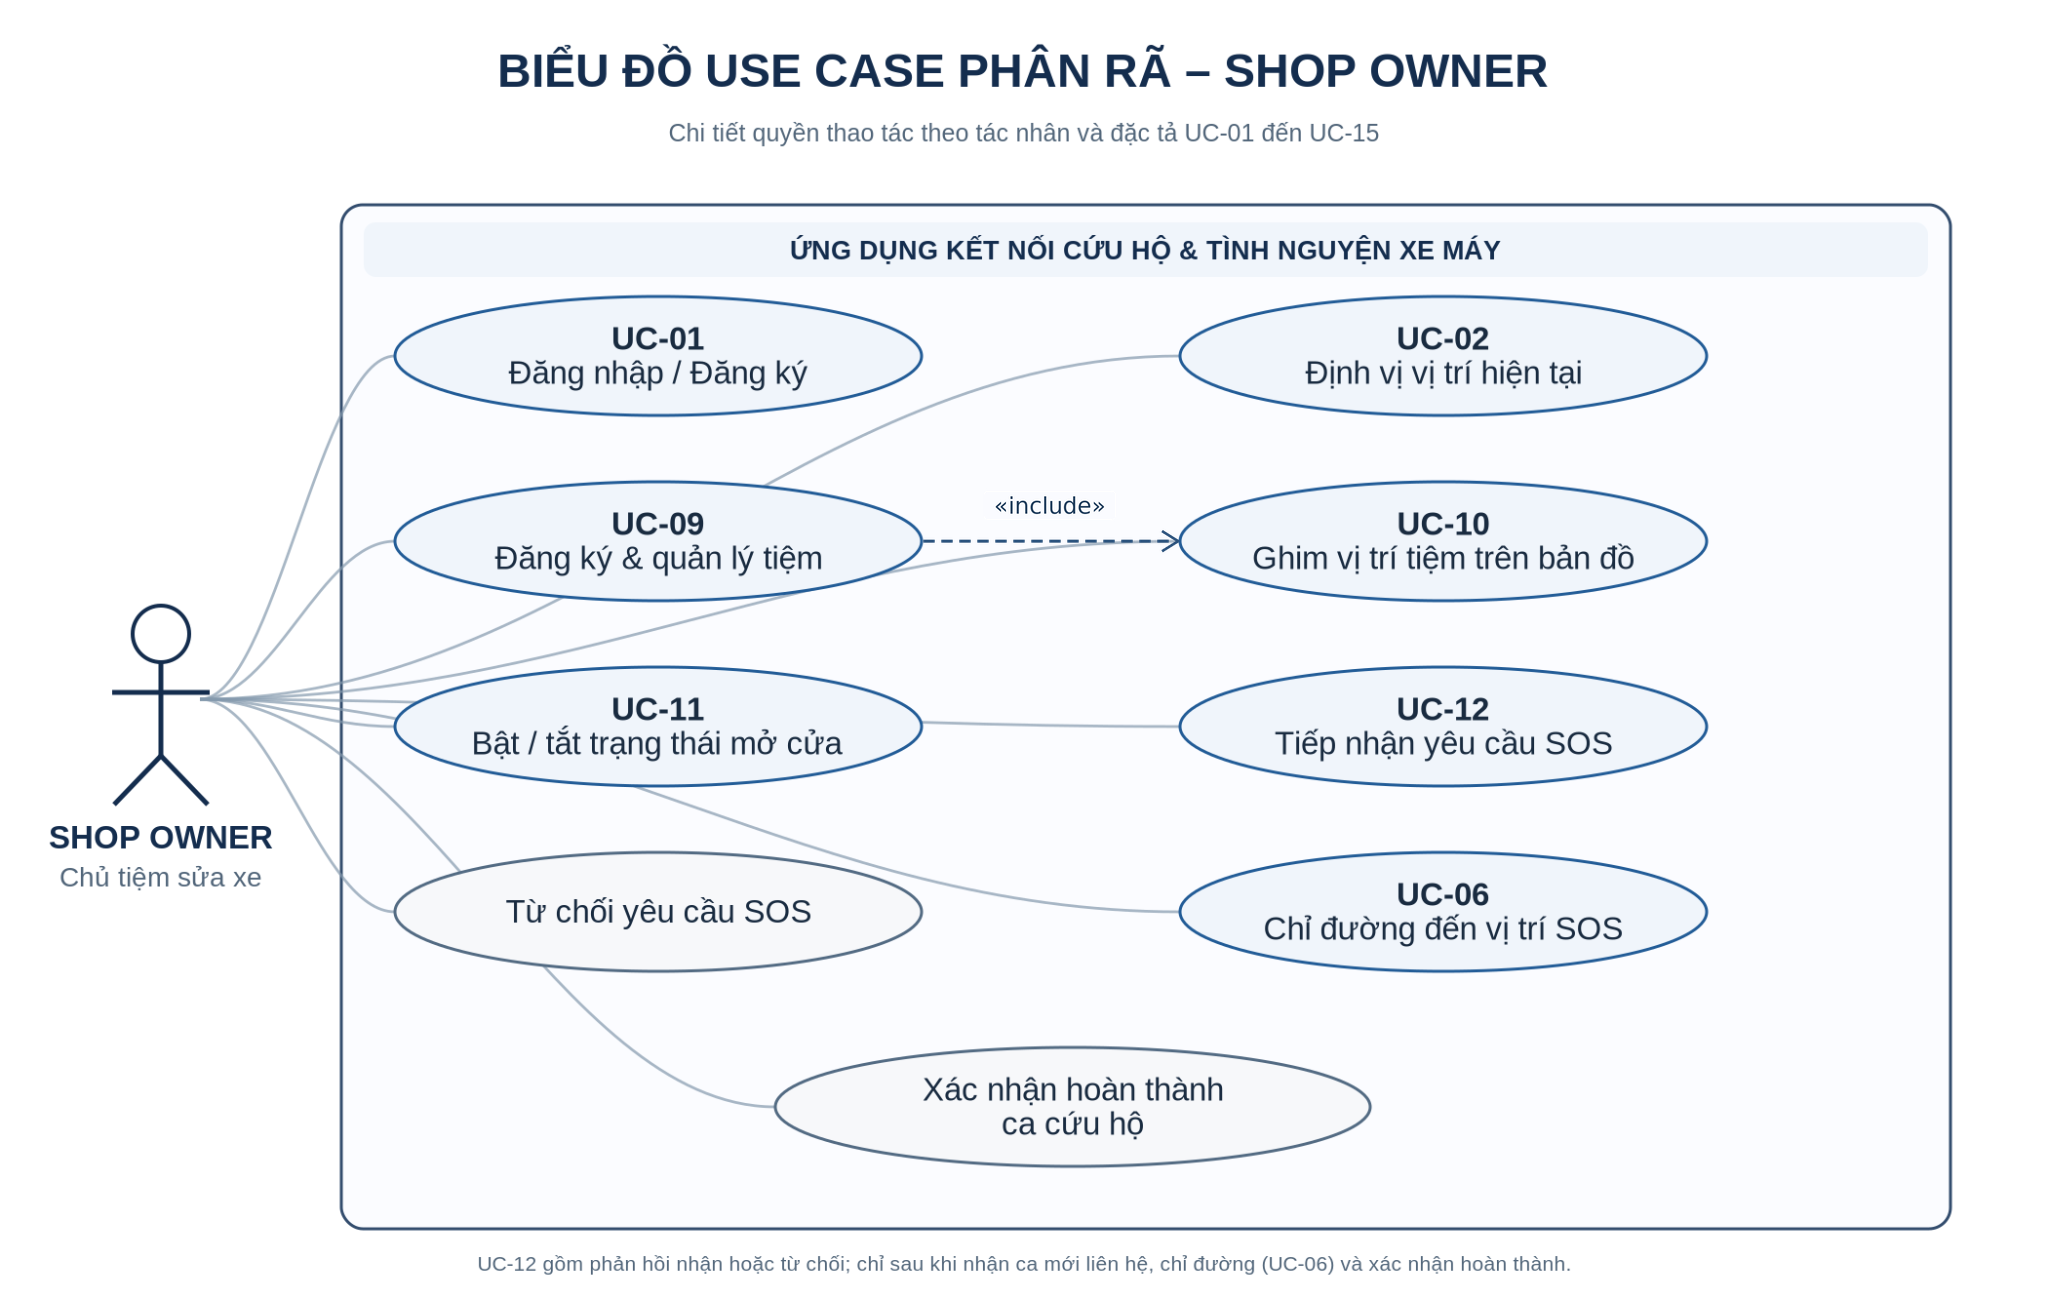 BIỂU ĐỒ USE CASE PHÂN RÃ – SHOP OWNER
Chi tiết quyền thao tác theo tác nhân và đặc tả UC-01 đến UC-15
ỨNG DỤNG KẾT NỐI CỨU HỘ & TÌNH NGUYỆN XE MÁY
UC-01
Đăng nhập / Đăng ký
UC-02
Định vị vị trí hiện tại
UC-09
Đăng ký & quản lý tiệm
«include»
UC-10
Ghim vị trí tiệm trên bản đồ
UC-11
Bật / tắt trạng thái mở cửa
UC-12
Tiếp nhận yêu cầu SOS
SHOP OWNER
Chủ tiệm sửa xe
Từ chối yêu cầu SOS
UC-06
Chỉ đường đến vị trí SOS
Xác nhận hoàn thành
ca cứu hộ
UC-12 gồm phản hồi nhận hoặc từ chối; chỉ sau khi nhận ca mới liên hệ, chỉ đường (UC-06) và xác nhận hoàn thành.